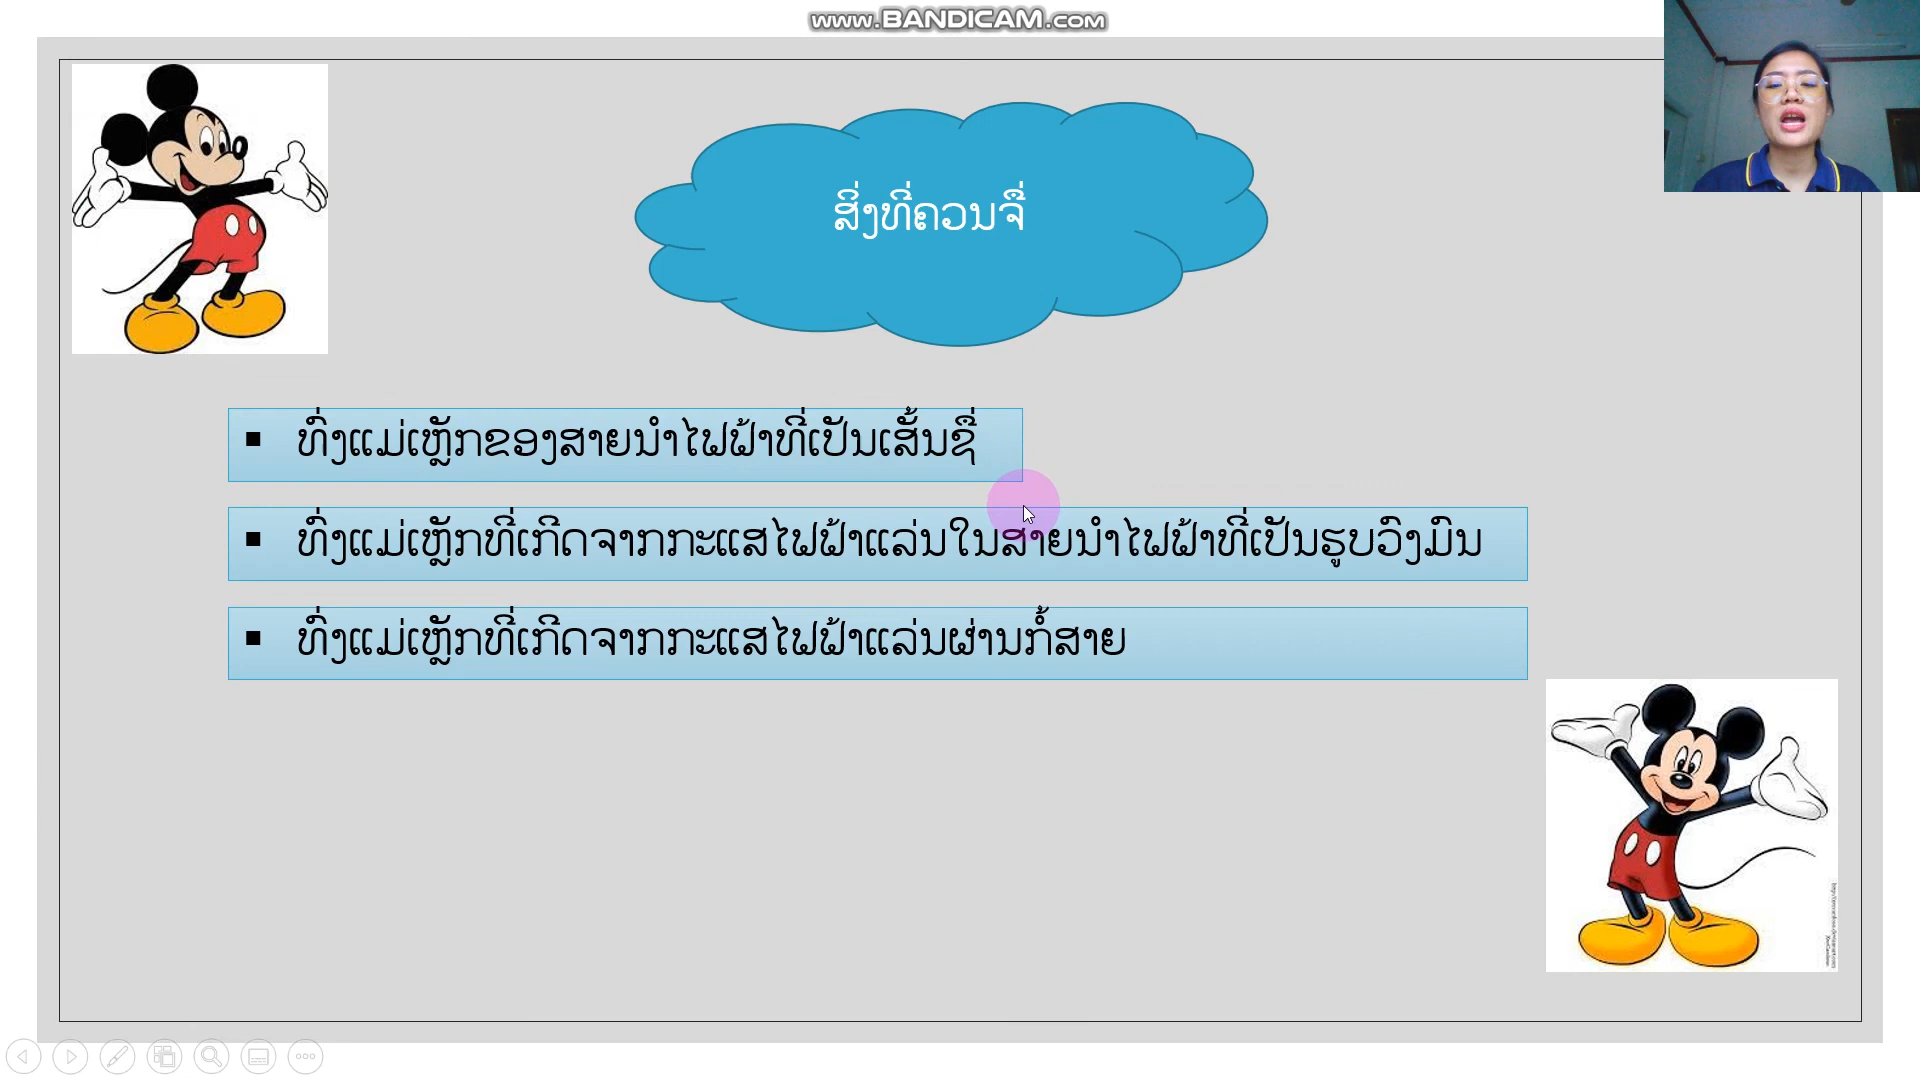 www.BANDICAM.com
ສິ່ງທີ່ຄວນຈື່
▪ ທົ່ງແມ່ເຫຼັກຂອງສາຍນຳໄຟຟ້າທີ່ເປັນເສັ້ນຊື່
▪ ທົ່ງແມ່ເຫຼັກທີ່ເກີດຈາກກະແສໄຟຟ້າແລ່ນໃນສາຍນຳໄຟຟ້າທີ່ເປັນຮູບວົງມົນ
▪ ທົ່ງແມ່ເຫຼັກທີ່ເກີດຈາກກະແສໄຟຟ້າແລ່ນຜ່ານກໍ້ສາຍ